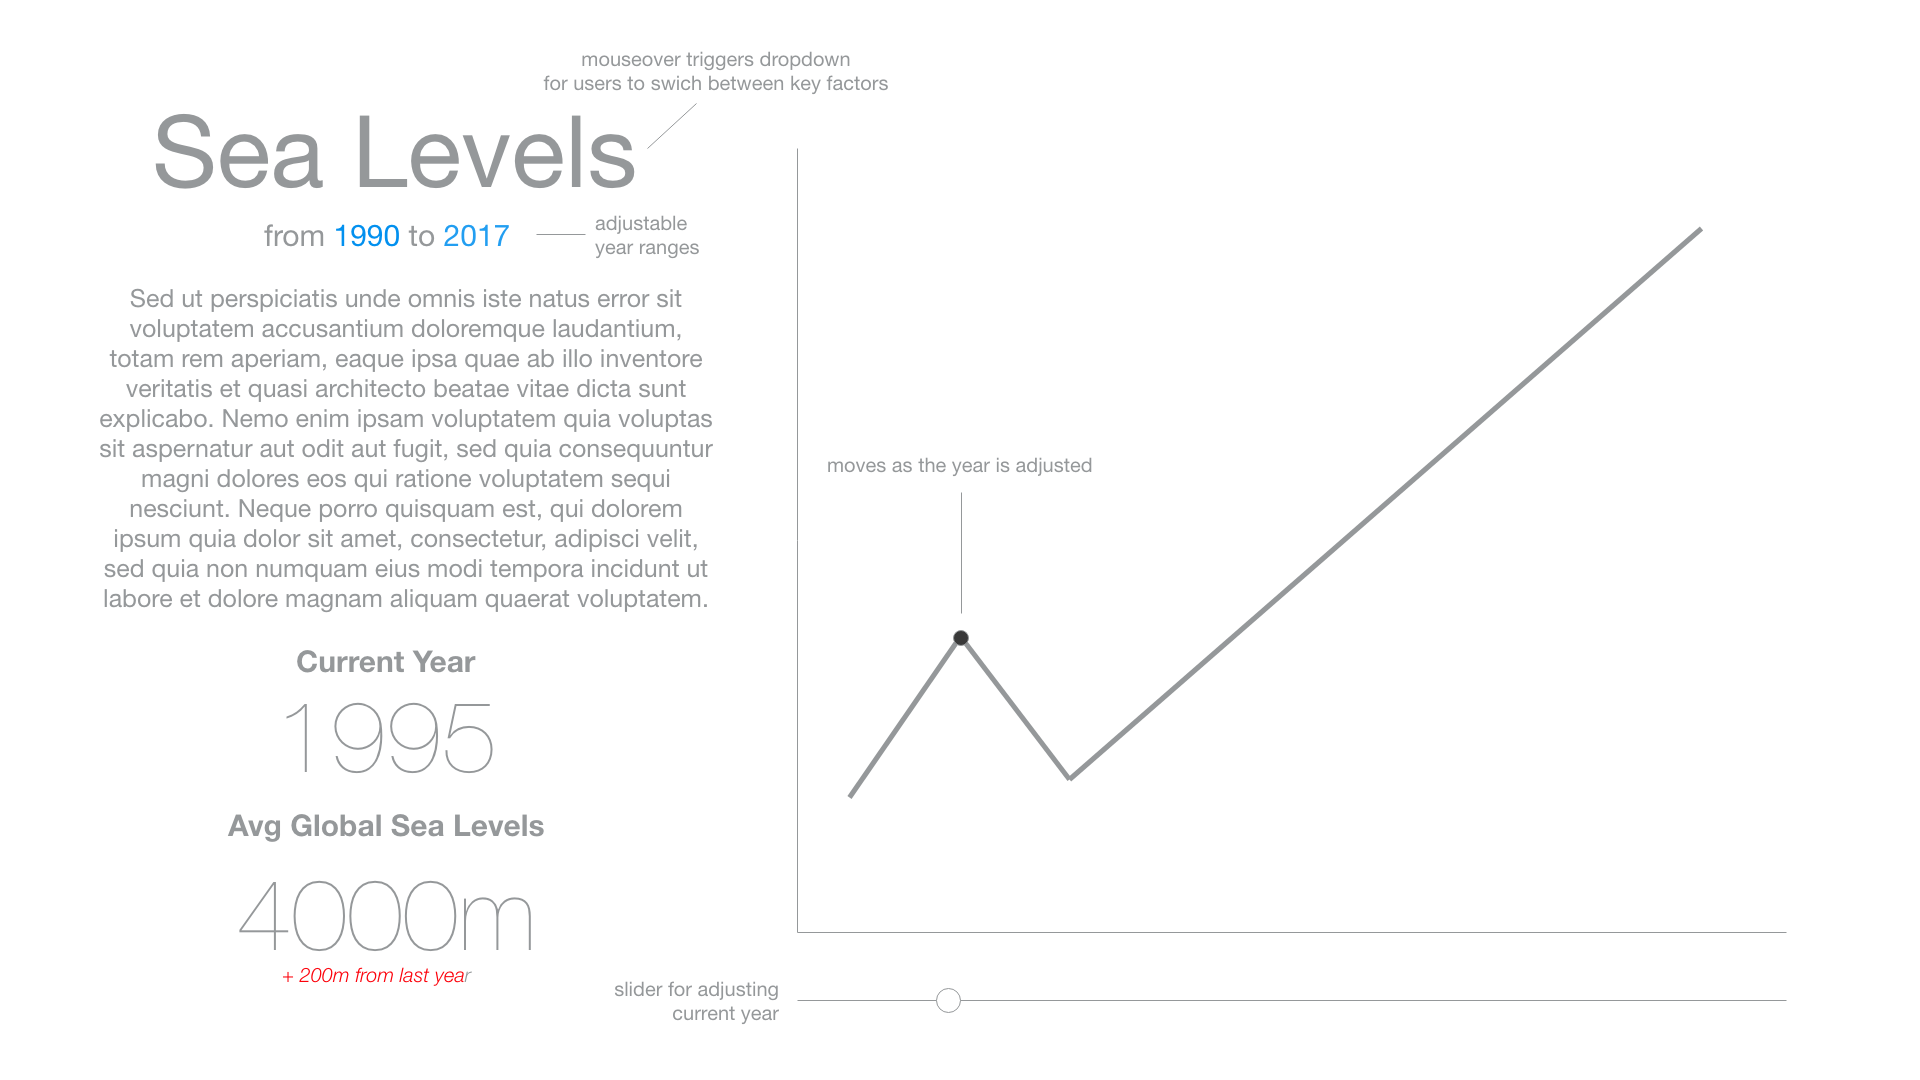 mouseover triggers dropdown
for users to swich between key factors
Sea Levels
from 1990 to 2017
adjustable
year ranges
Sed ut perspiciatis unde omnis iste natus error sit
voluptatem accusantium doloremque laudantium,
totam rem aperiam, eaque ipsa quae ab illo inventore
veritatis et quasi architecto beatae vitae dicta sunt
explicabo. Nemo enim ipsam voluptatem quia voluptas
sit aspernatur aut odit aut fugit, sed quia consequuntur
magni dolores eos qui ratione voluptatem sequi
nesciunt. Neque porro quisquam est, qui dolorem
ipsum quia dolor sit amet, consectetur, adipisci velit,
sed quia non numquam eius modi tempora incidunt ut
labore et dolore magnam aliquam quaerat voluptatem.
Current Year
1995
Avg Global Sea Levels
4000m
+ 200m from last year
moves as the year is adjusted
slider for adjusting
current year